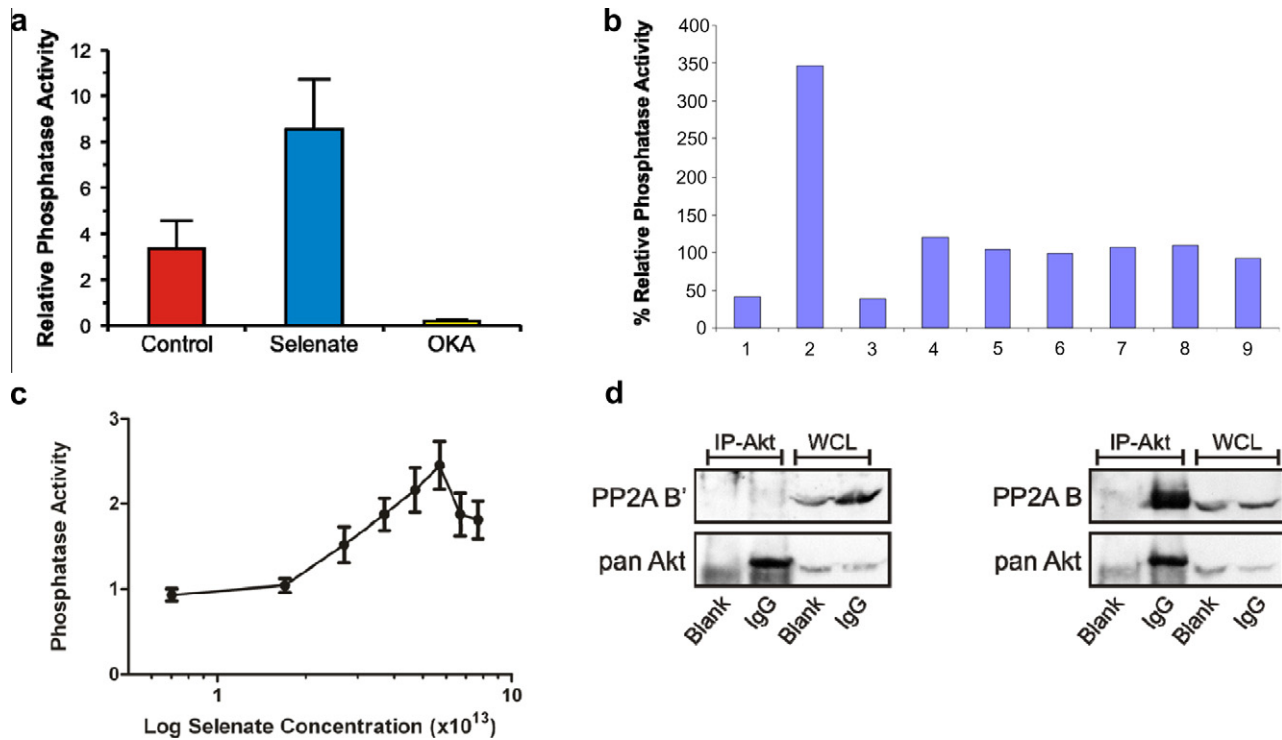 a
Relative Phosphatase Activity
12
10
8
6
4
2
0
Control Selenate OKA
b
% Relative Phosphatase Activity
400
350
300
250
200
150
100
50
0
1 2 3 4 5 6 7 8 9
c
Phosphatase Activity
3
2
1
0
1 10
Log Selenate Concentration (x10¹³)
d
IP-Akt WCL
PP2A B'
pan Akt
Blank IgG Blank IgG
IP-Akt WCL
PP2A B
pan Akt
Blank IgG Blank IgG